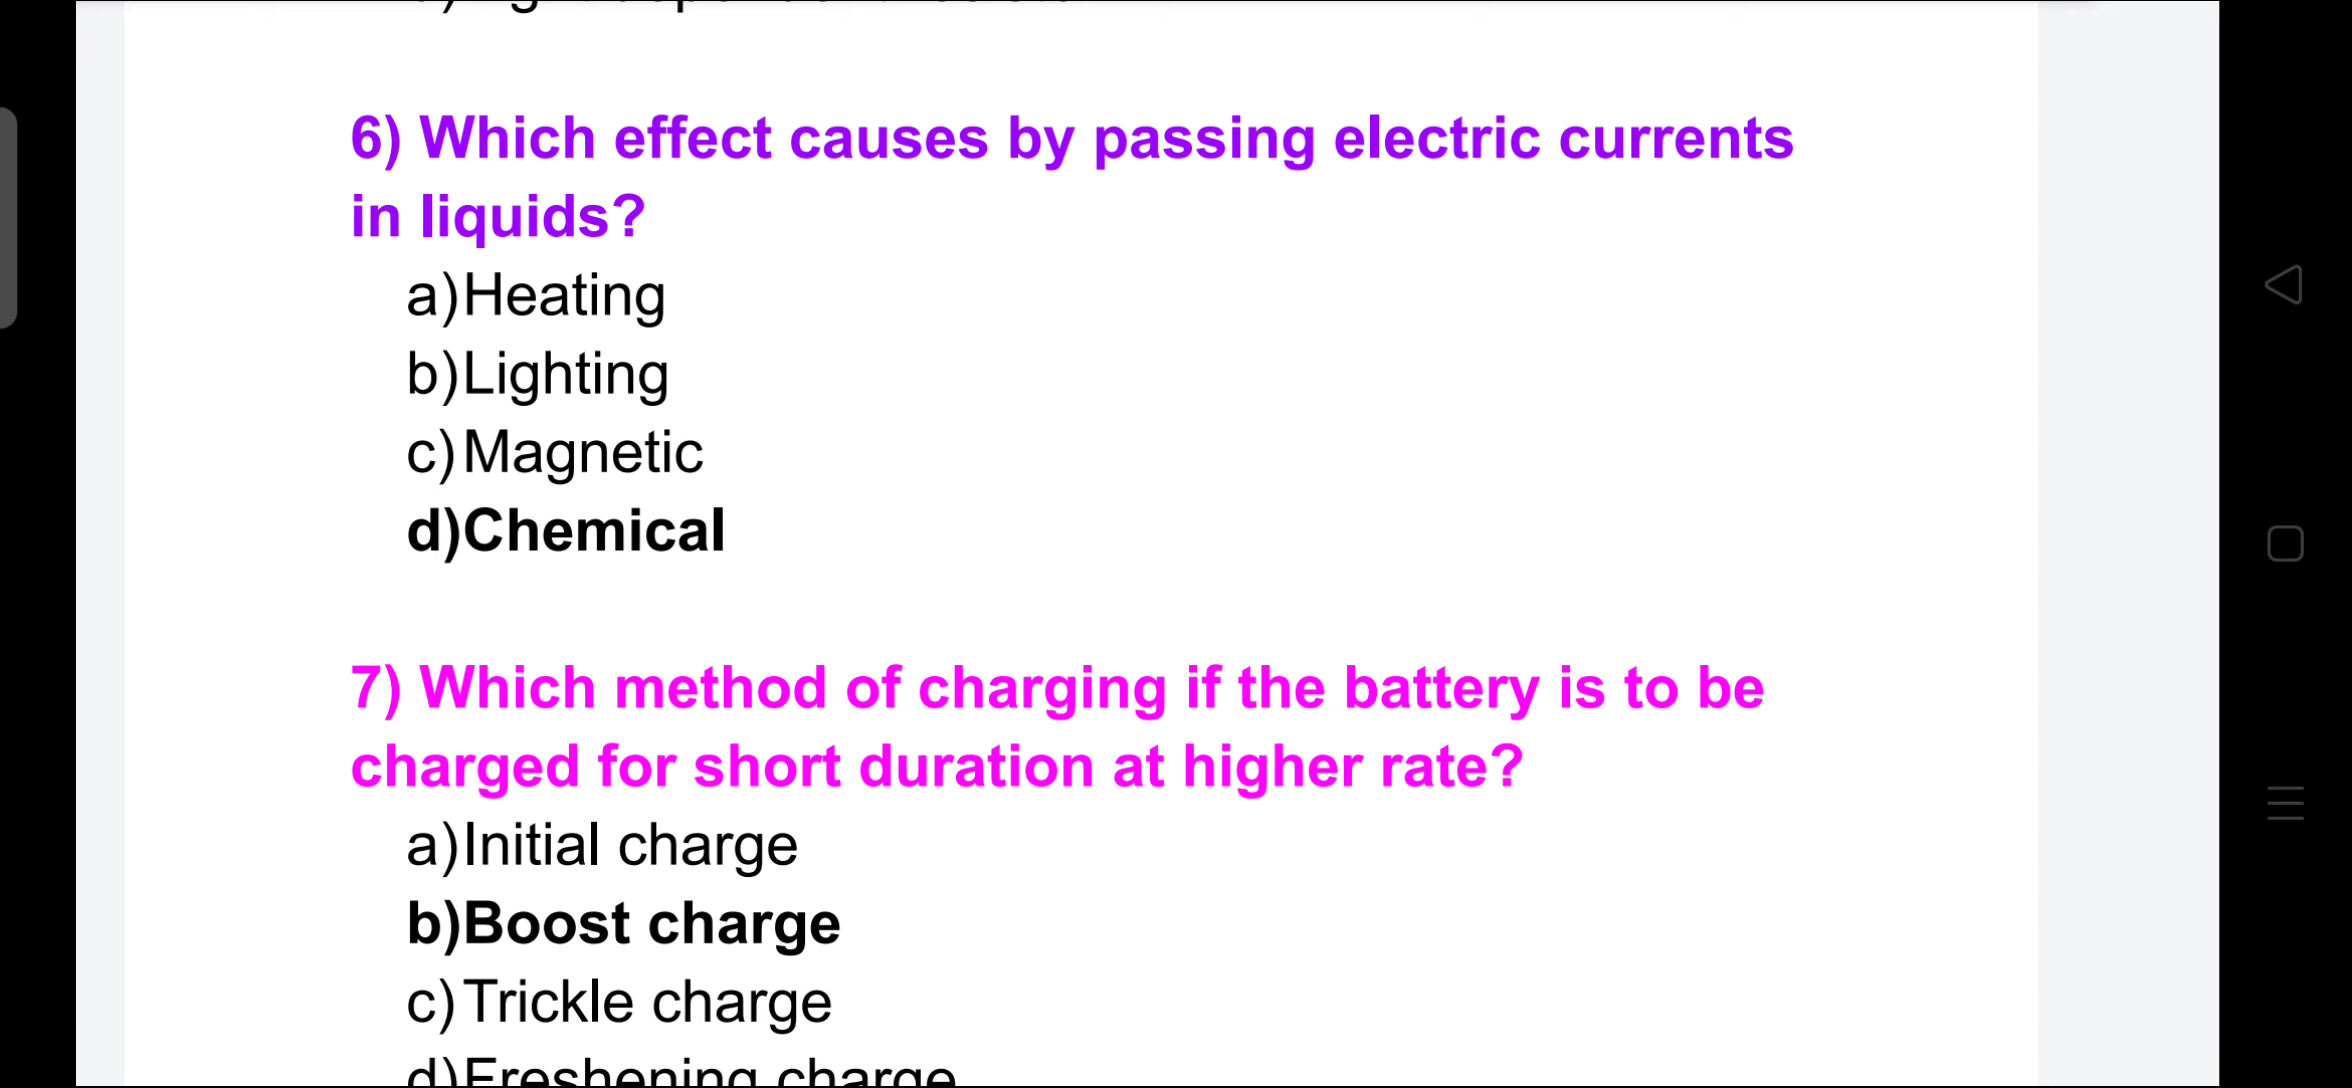 6) Which effect causes by passing electric currents
in liquids?
a)Heating
b)Lighting
c)Magnetic
d)Chemical
7) Which method of charging if the battery is to be
charged for short duration at higher rate?
a)Initial charge
b)Boost charge
c)Trickle charge
d)Freshening charge